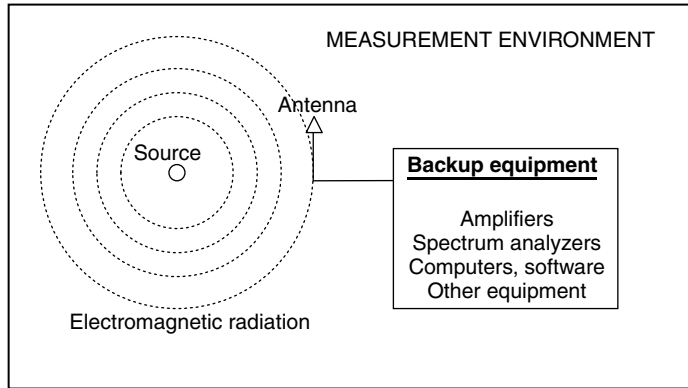 MEASUREMENT ENVIRONMENT
Antenna
Source
Backup equipment
Amplifiers
Spectrum analyzers
Computers, software
Other equipment
Electromagnetic radiation